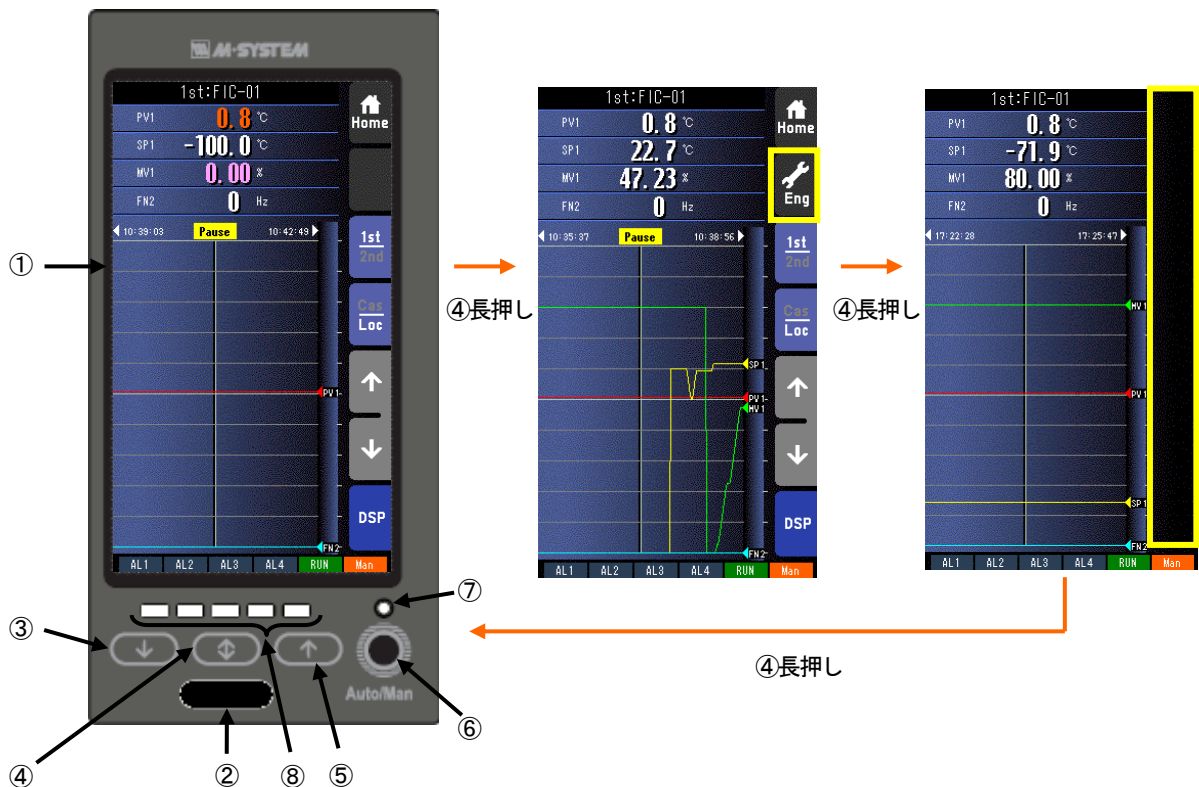 M-SYSTEM
1st:FIC-01
PV1 0.8 ℃
SP1 -100.0 ℃
MV1 0.00 %
FN2 0 Hz
10:39:03 Pause 10:42:49
PV1
FN2
AL1 AL2 AL3 AL4 RUN Man
Home
1st
2nd
Cas
Loc
↑
↓
DSP
①
③
④
②
⑧
⑤
⑥
⑦
↓
↑
Auto/Man
④長押し
1st:FIC-01
PV1 0.8 ℃
SP1 22.7 ℃
MV1 47.23 %
FN2 0 Hz
10:35:37 Pause 10:38:56
SP1
PV1
MV1
FN2
AL1 AL2 AL3 AL4 RUN Man
Home
Eng
1st
2nd
Cas
Loc
↑
↓
DSP
④長押し
1st:FIC-01
PV1 0.8 ℃
SP1 -71.9 ℃
MV1 80.00 %
FN2 0 Hz
17:22:28 17:25:47
MV1
PV1
SP1
FN2
AL1 AL2 AL3 AL4 RUN Man
④長押し